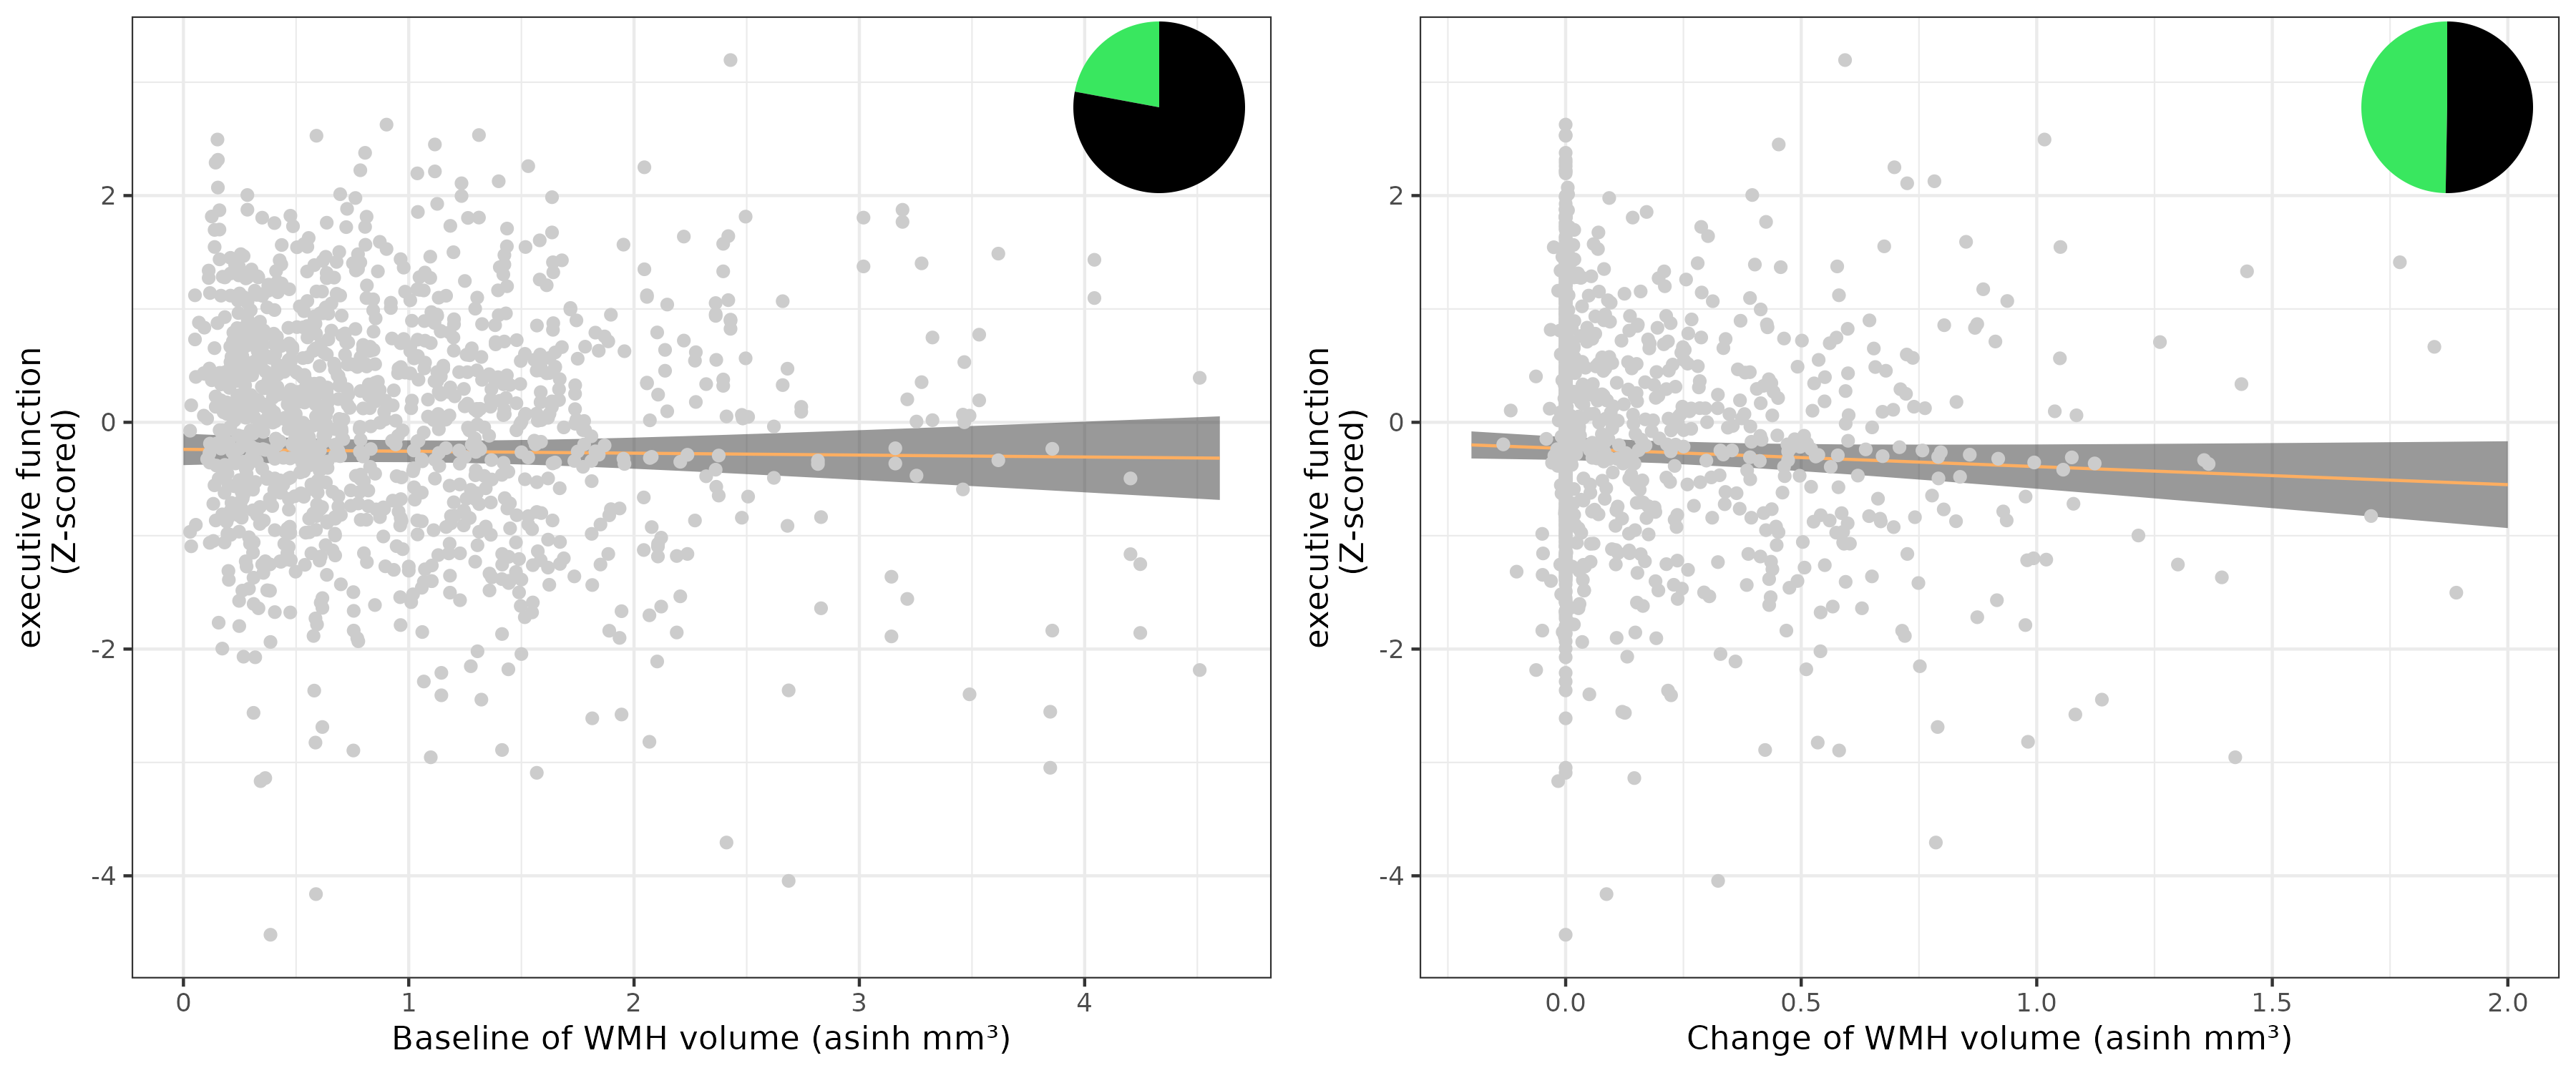 executive function
(Z-scored)
2
0
-2
-4
0 1 2 3 4
Baseline of WMH volume (asinh mm³)
executive function
(Z-scored)
2
0
-2
-4
0.0 0.5 1.0 1.5 2.0
Change of WMH volume (asinh mm³)